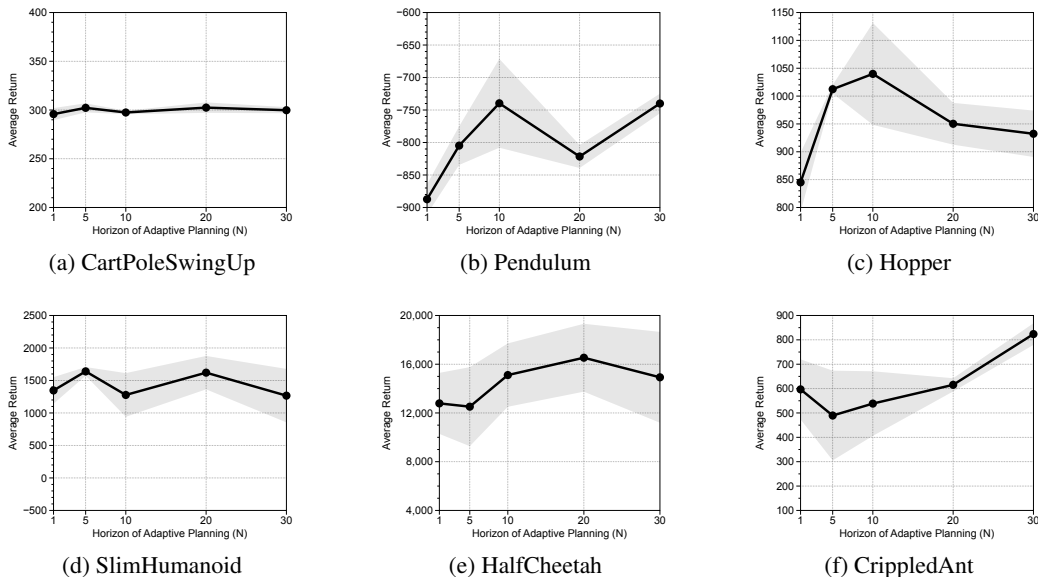 400
350
300
250
200
Average Return
1 5 10 20 30
Horizon of Adaptive Planning (N)
(a) CartPoleSwingUp
−600
−650
−700
−750
−800
−850
−900
Average Return
1 5 10 20 30
Horizon of Adaptive Planning (N)
(b) Pendulum
1150
1100
1050
1000
950
900
850
800
Average Return
1 5 10 20 30
Horizon of Adaptive Planning (N)
(c) Hopper
2500
2000
1500
1000
500
0
−500
Average Return
1 5 10 20 30
Horizon of Adaptive Planning (N)
(d) SlimHumanoid
20,000
16,000
12,000
8,000
4,000
Average Return
1 5 10 20 30
Horizon of Adaptive Planning (N)
(e) HalfCheetah
900
800
700
600
500
400
300
200
100
Average Return
1 5 10 20 30
Horizon of Adaptive Planning (N)
(f) CrippledAnt